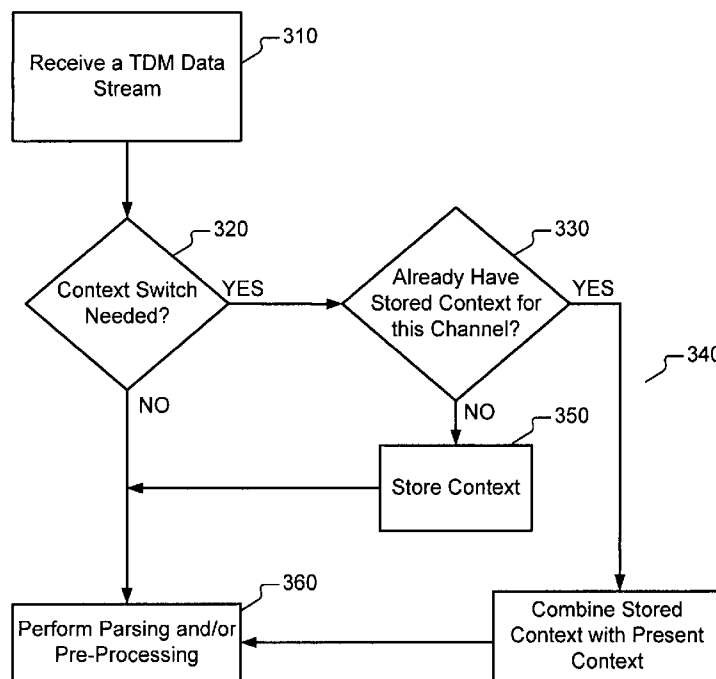 310
Receive a TDM Data
Stream
320
Context Switch
Needed?
YES
NO
330
Already Have
Stored Context for
this Channel?
YES
NO
340
350
Store Context
360
Perform Parsing and/or
Pre-Processing
Combine Stored
Context with Present
Context